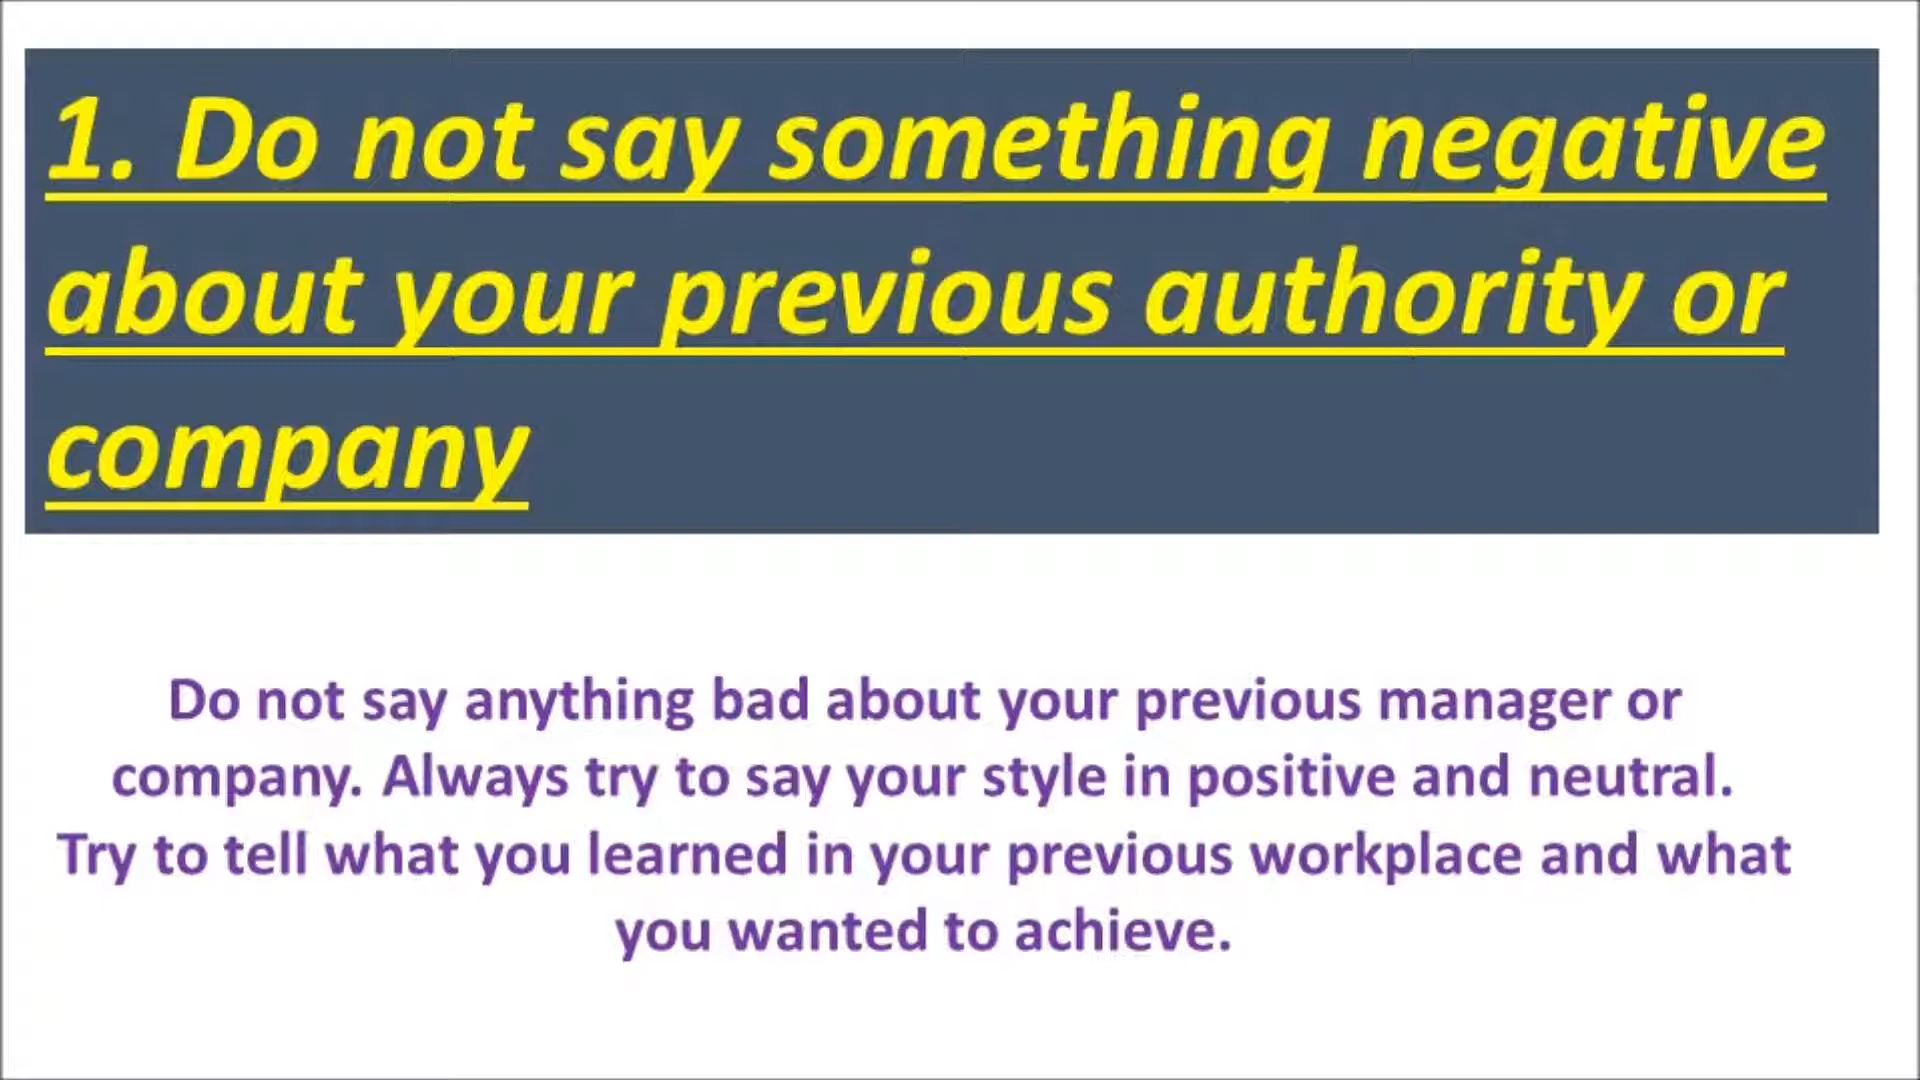 1. Do not say something negative
about your previous authority or
company
Do not say anything bad about your previous manager or
company. Always try to say your style in positive and neutral.
Try to tell what you learned in your previous workplace and what
you wanted to achieve.